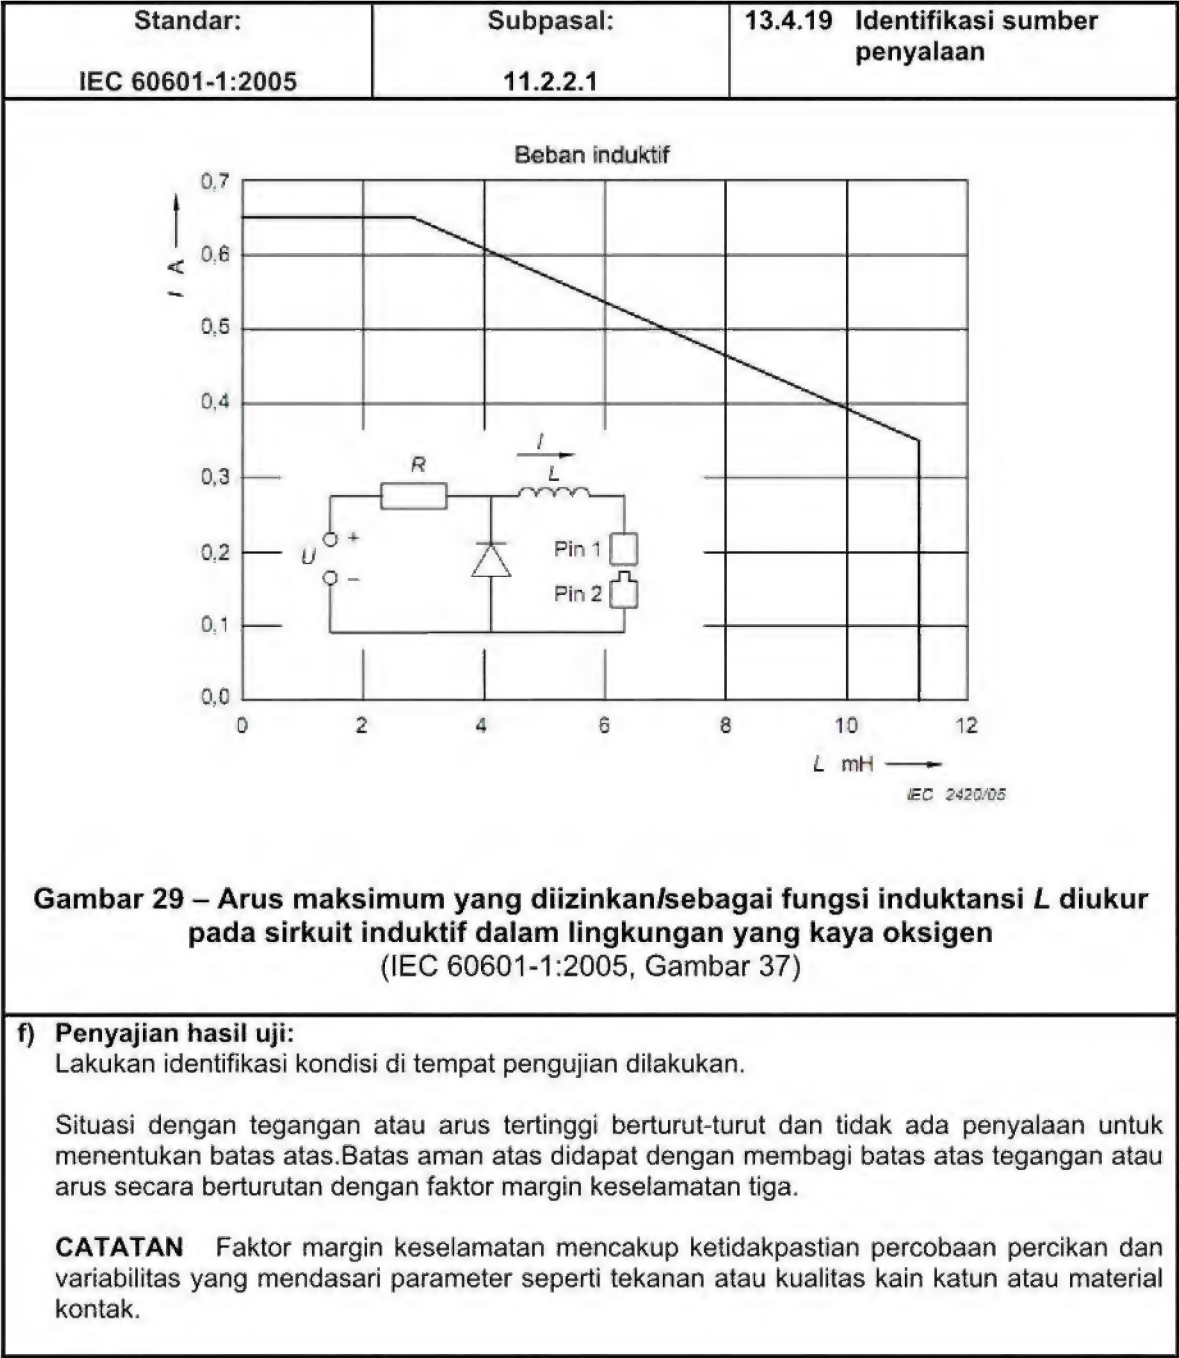 Standar:
IEC 60601-1:2005
Subpasal:
11.2.2.1
13.4.19 Identifikasi sumber
penyalaan
Beban induktif
0,7
0,6
0,5
0,4
0,3
0,2
0,1
0,0
I A
0
2
4
6
8
10
12
L mH
R
I
L
U
+
–
Pin 1
Pin 2
IEC 2420/05
Gambar 29 – Arus maksimum yang diizinkan/sebagai fungsi induktansi L diukur
pada sirkuit induktif dalam lingkungan yang kaya oksigen
(IEC 60601-1:2005, Gambar 37)
f) Penyajian hasil uji:
Lakukan identifikasi kondisi di tempat pengujian dilakukan.
Situasi dengan tegangan atau arus tertinggi berturut-turut dan tidak ada penyalaan untuk
menentukan batas atas.Batas aman atas didapat dengan membagi batas atas tegangan atau
arus secara berturutan dengan faktor margin keselamatan tiga.
CATATAN Faktor margin keselamatan mencakup ketidakpastian percobaan percikan dan
variabilitas yang mendasari parameter seperti tekanan atau kualitas kain katun atau material
kontak.